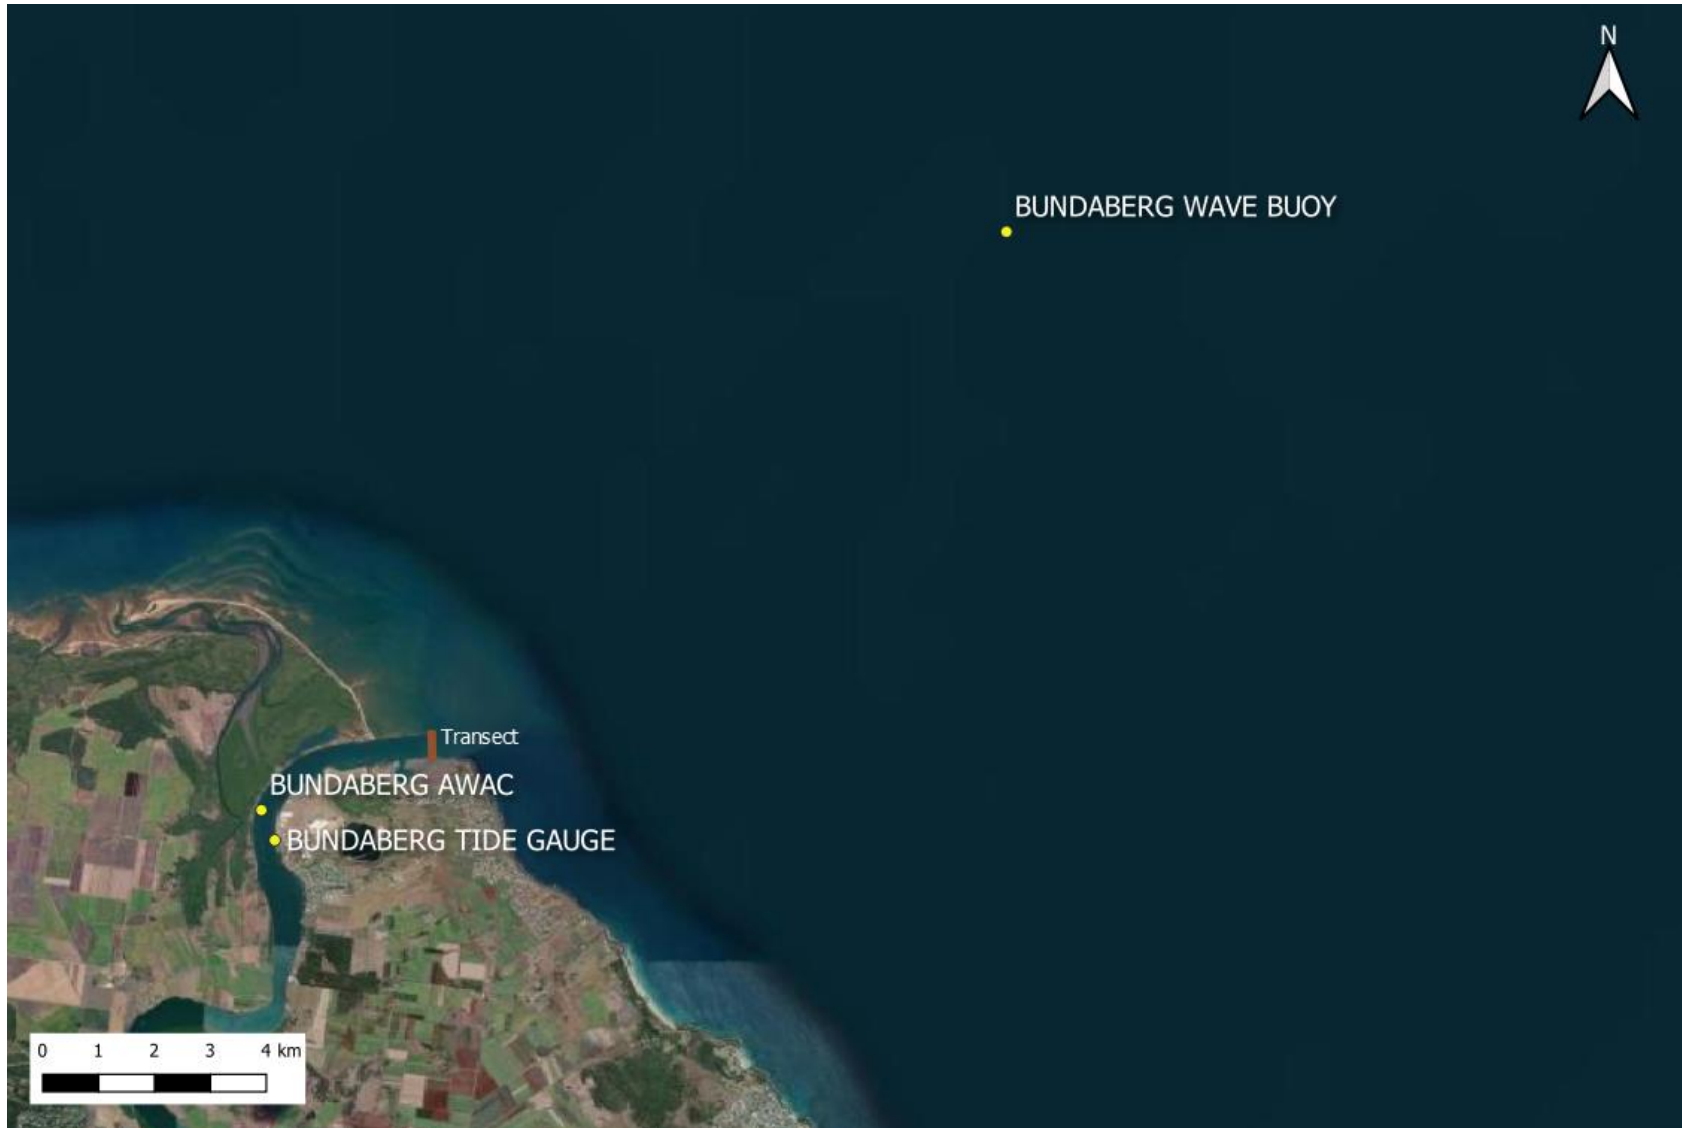 N
BUNDABERG WAVE BUOY
Transect
BUNDABERG AWAC
BUNDABERG TIDE GAUGE
0 1 2 3 4 km